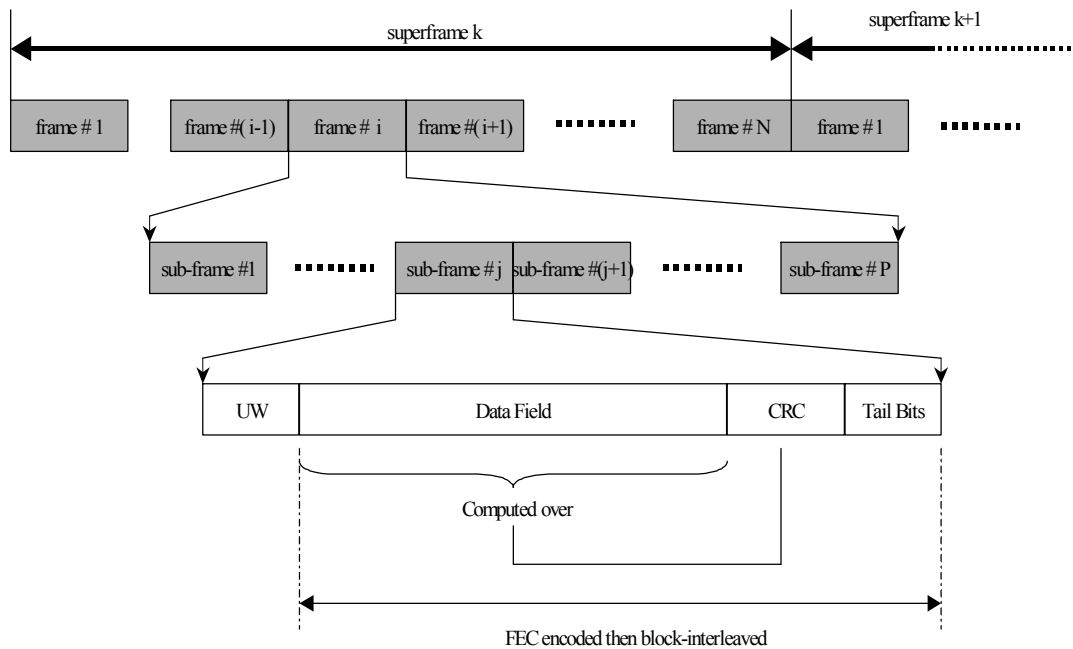 superframe k
superframe k+1
frame # 1
frame #( i-1)
frame # i
frame #( i+1)
frame # N
frame #1
sub-frame #1
sub-frame # j
sub-frame #(j+1)
sub-frame # P
UW
Data Field
CRC
Tail Bits
Computed over
FEC encoded then block-interleaved